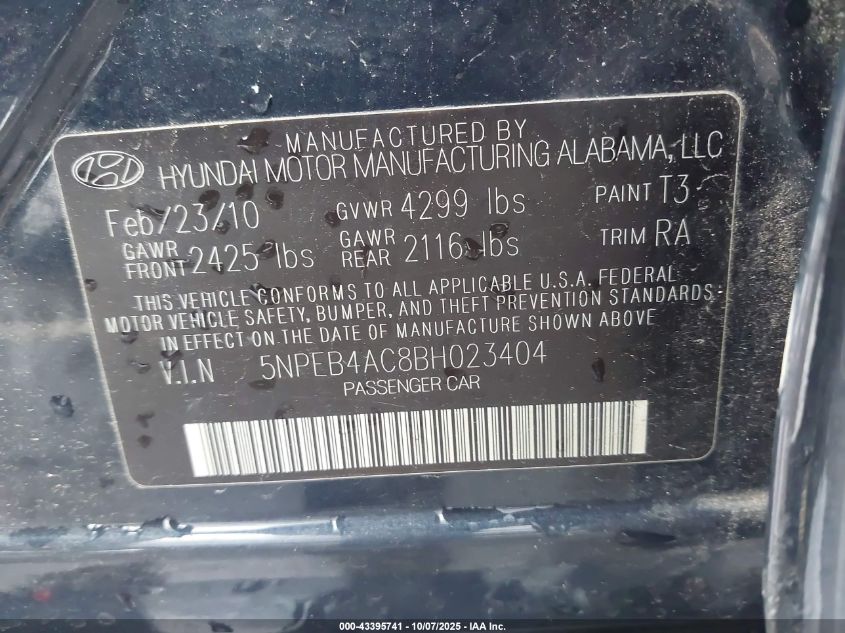 MANUFACTURED BY
HYUNDAI MOTOR MANUFACTURING ALABAMA, LLC
Feb/23/10 GVWR 4299 lbs PAINT T3
GAWR FRONT 2425 lbs GAWR REAR 2116 lbs TRIM RA
THIS VEHICLE CONFORMS TO ALL APPLICABLE U.S.A. FEDERAL
MOTOR VEHICLE SAFETY, BUMPER, AND THEFT PREVENTION STANDARDS
IN EFFECT ON THE DATE OF MANUFACTURE SHOWN ABOVE.
V.I.N 5NPEB4AC8BH023404
PASSENGER CAR
000-43395741 - 10/07/2025 - IAA Inc.